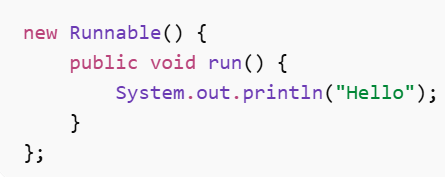 new Runnable() {
    public void run() {
        System.out.println("Hello");
    }
};